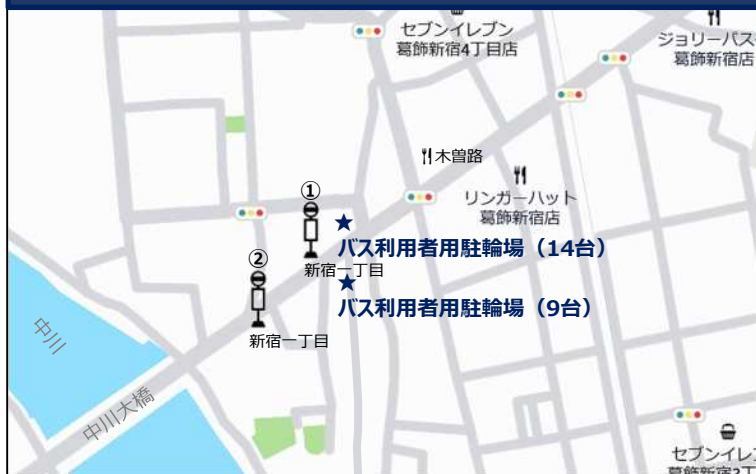 セブンイレブン
葛飾新宿4丁目店
ジョリーパス
葛飾新宿店
木曽路
リンガーハット
葛飾新宿店
①
★
バス利用者用駐輪場（14台）
新宿一丁目
②
★
バス利用者用駐輪場（9台）
新宿一丁目
中川
中川大橋
セブンイレ